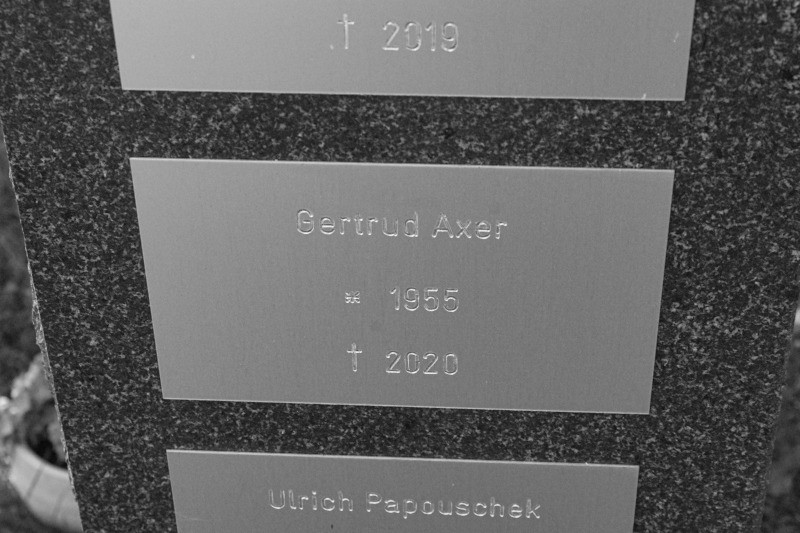 † 2019
Gertrud Axer
* 1955
† 2020
Ulrich Papouschek